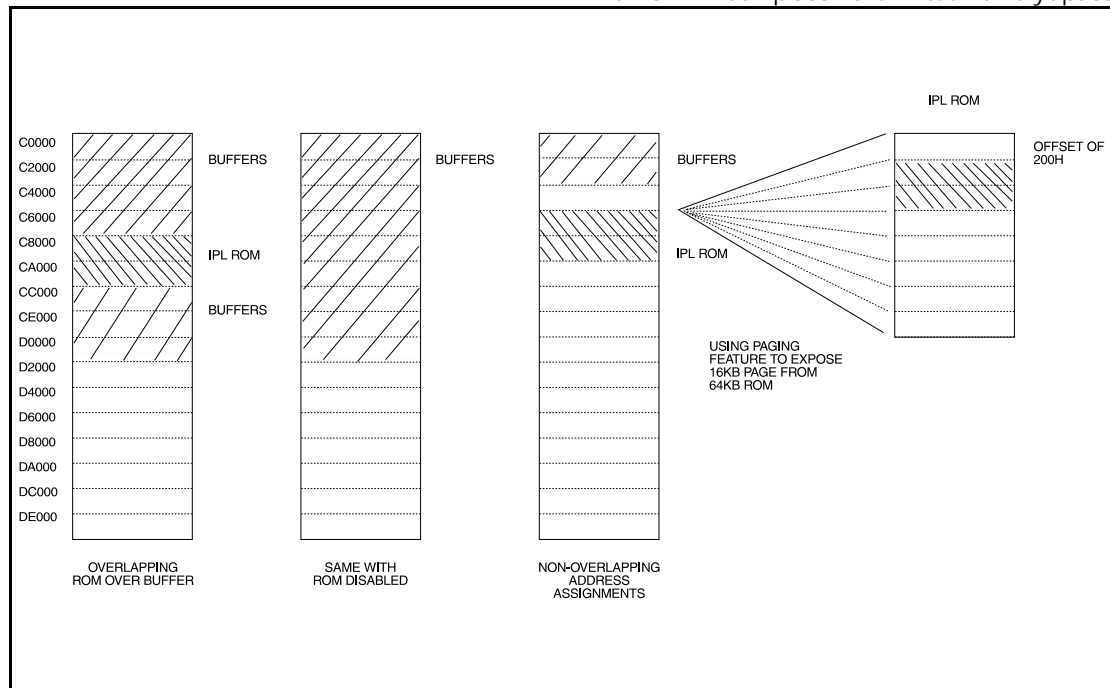 IPL ROM
C0000
C2000
C4000
C6000
C8000
CA000
CC000
CE000
D0000
D2000
D4000
D6000
D8000
DA000
DC000
DE000
BUFFERS
IPL ROM
BUFFERS
OVERLAPPING
ROM OVER BUFFER
BUFFERS
SAME WITH
ROM DISABLED
BUFFERS
IPL ROM
NON-OVERLAPPING
ADDRESS
ASSIGNMENTS
USING PAGING
FEATURE TO EXPOSE
16KB PAGE FROM
64KB ROM
OFFSET OF
200H